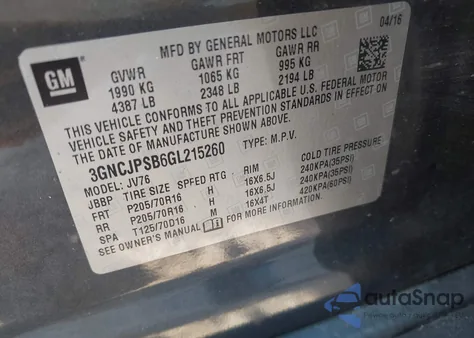 MFD BY GENERAL MOTORS LLC 04/16
GM
GVWR GAWR FRT GAWR RR
1990 KG 1065 KG 995 KG
4387 LB 2348 LB 2194 LB
THIS VEHICLE CONFORMS TO ALL APPLICABLE U.S. FEDERAL MOTOR
VEHICLE SAFETY, BUMPER, AND THEFT PREVENTION STANDARDS IN EFFECT ON
THE DATE OF MANUFACTURE SHOWN ABOVE.
3GNCJPSB6GL215260 TYPE: M.P.V.
MODEL: JV76
JBBP TIRE SIZE SPEED RTG RIM COLD TIRE PRESSURE
FRT P205/70R16 H 16X6.5J 240KPA(35PSI)
RR P205/70R16 H 16X6.5J 240KPA(35PSI)
SPA T125/70D16 M 16X4T 420KPA(60PSI)
SEE OWNER'S MANUAL FOR ADDITIONAL INFORMATION
autoSnap